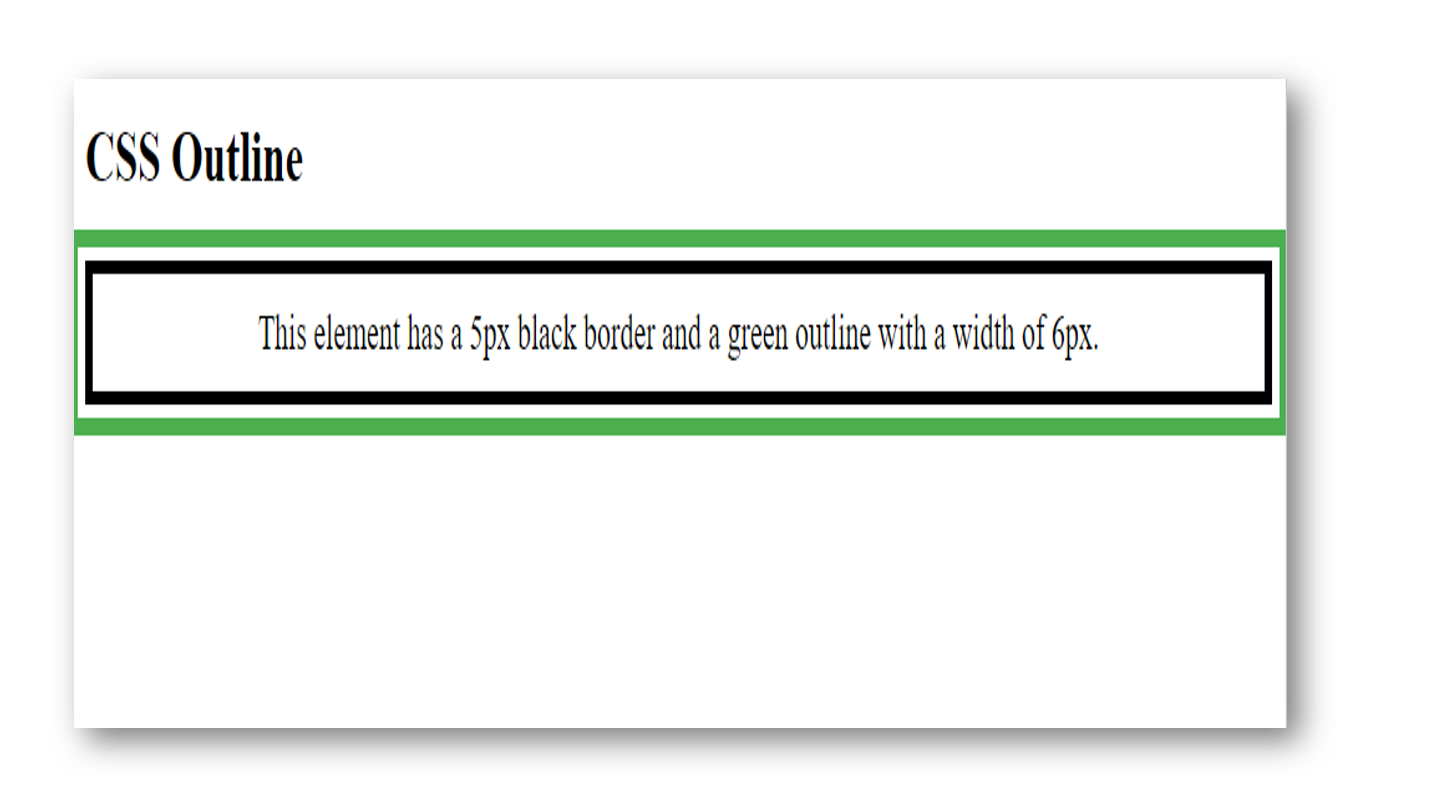 CSS Outline
This element has a 5px black border and a green outline with a width of 6px.